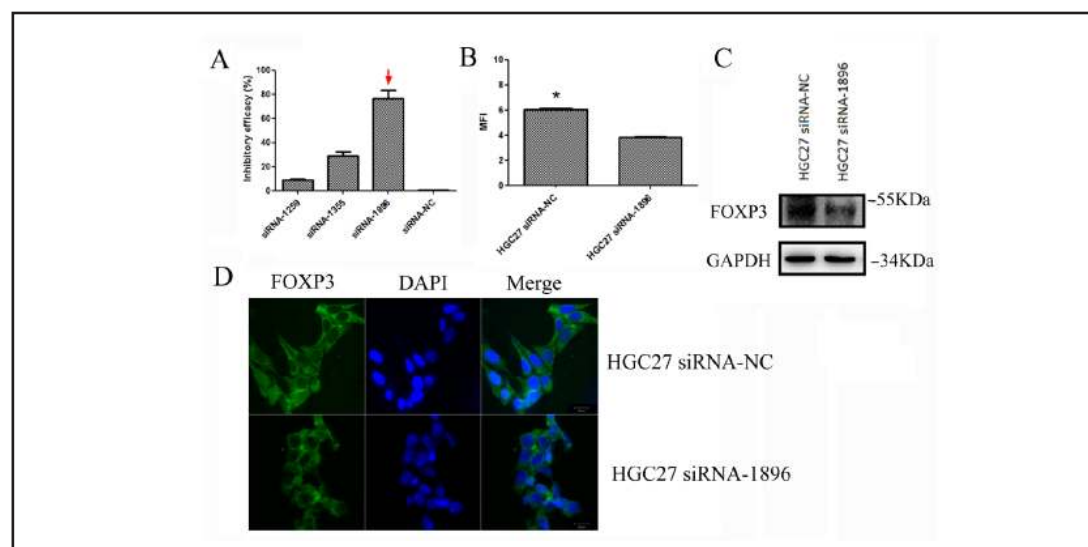 A
Inhibitory efficacy (%)
100
80
60
40
20
0
siRNA-1259
siRNA-1355
siRNA-1896
siRNA-NC
B
MFI
6
4
2
0
*
HGC27 siRNA-NC
HGC27 siRNA-1896
C
HGC27 siRNA-NC
HGC27 siRNA-1896
FOXP3
-55KDa
GAPDH
-34KDa
D
FOXP3
DAPI
Merge
HGC27 siRNA-NC
HGC27 siRNA-1896